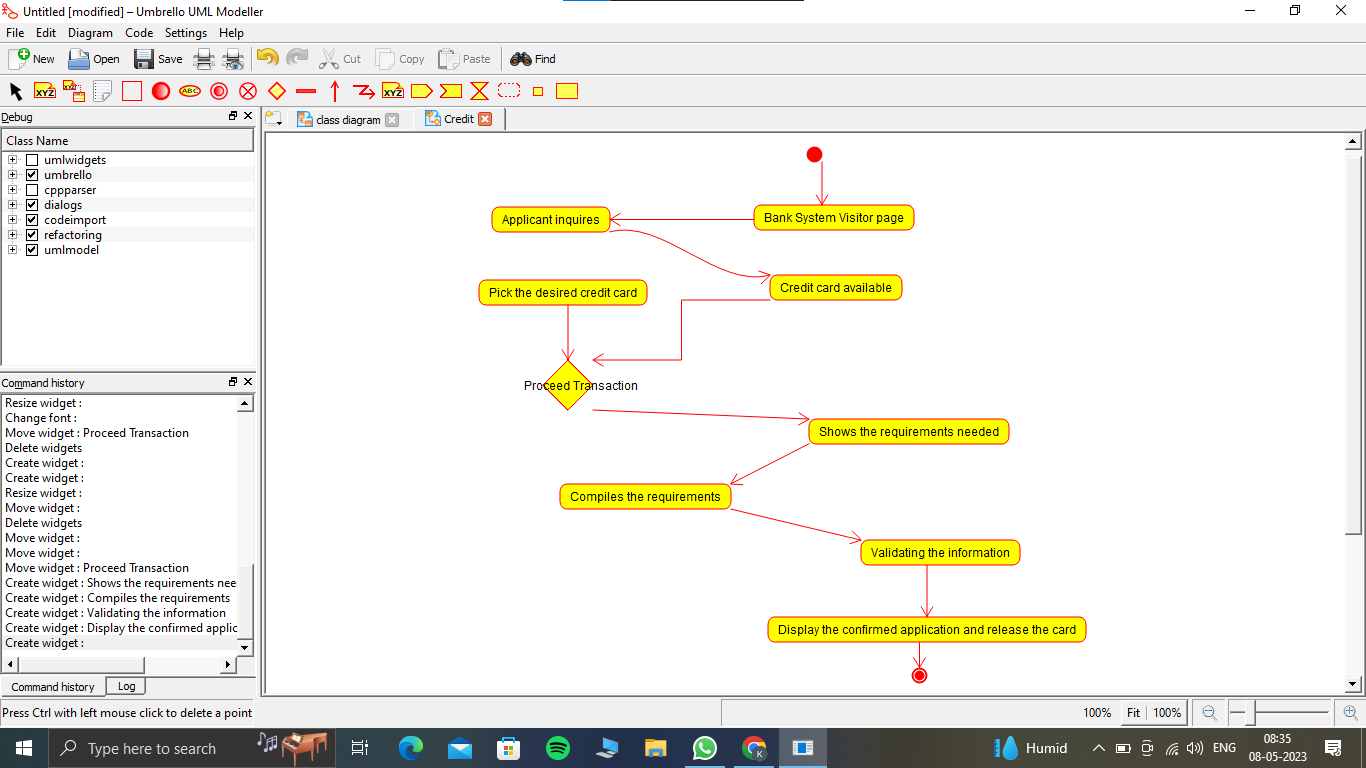 Untitled [modified] – Umbrello UML Modeller
File Edit Diagram Code Settings Help
New Open Save Cut Copy Paste Find
XYZ XYZ ABC XYZ
Debug
class diagram Credit
Class Name
umlwidgets
umbrello
cppparser
dialogs
codeimport
refactoring
umlmodel
Bank System Visitor page
Applicant inquires
Credit card available
Pick the desired credit card
Proceed Transaction
Shows the requirements needed
Compiles the requirements
Validating the information
Display the confirmed application and release the card
Command history
Resize widget :
Change font :
Move widget : Proceed Transaction
Delete widgets
Create widget :
Create widget :
Resize widget :
Move widget :
Delete widgets
Move widget :
Move widget :
Move widget : Proceed Transaction
Create widget : Shows the requirements nee
Create widget : Compiles the requirements
Create widget : Validating the information
Create widget : Display the confirmed applic
Create widget :
Command history Log
Press Ctrl with left mouse click to delete a point
100% Fit 100%
Type here to search
K
Humid
ENG
08:35
08-05-2023